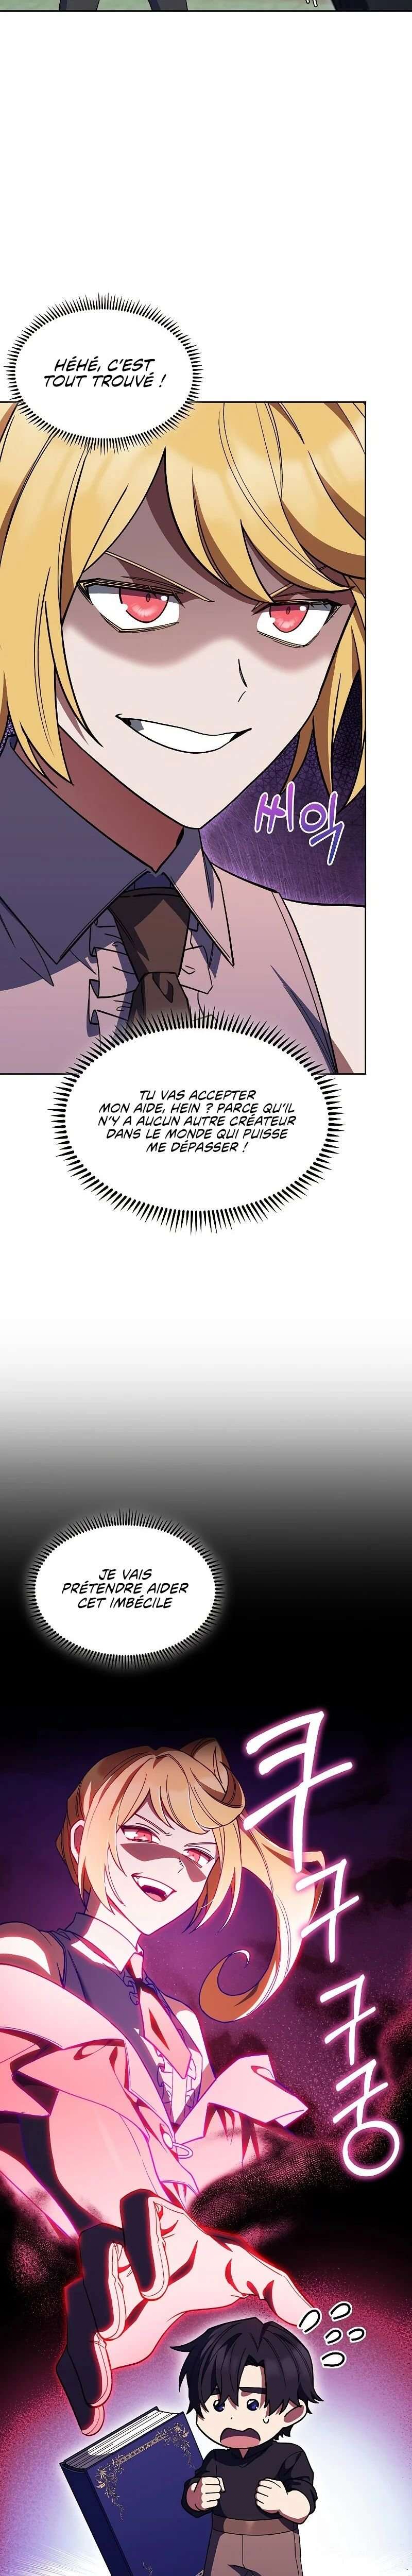 HÉHÉ, C'EST
TOUT TROUVÉ !
씨익
TU VAS ACCEPTER
MON AIDE, HEIN ? PARCE QU'IL
N'Y A AUCUN AUTRE CRÉATEUR
DANS LE MONDE QUI PUISSE
ME DÉPASSER !
JE VAIS
PRÉTENDRE AIDER
CET IMBÉCILE
쿠구구궁